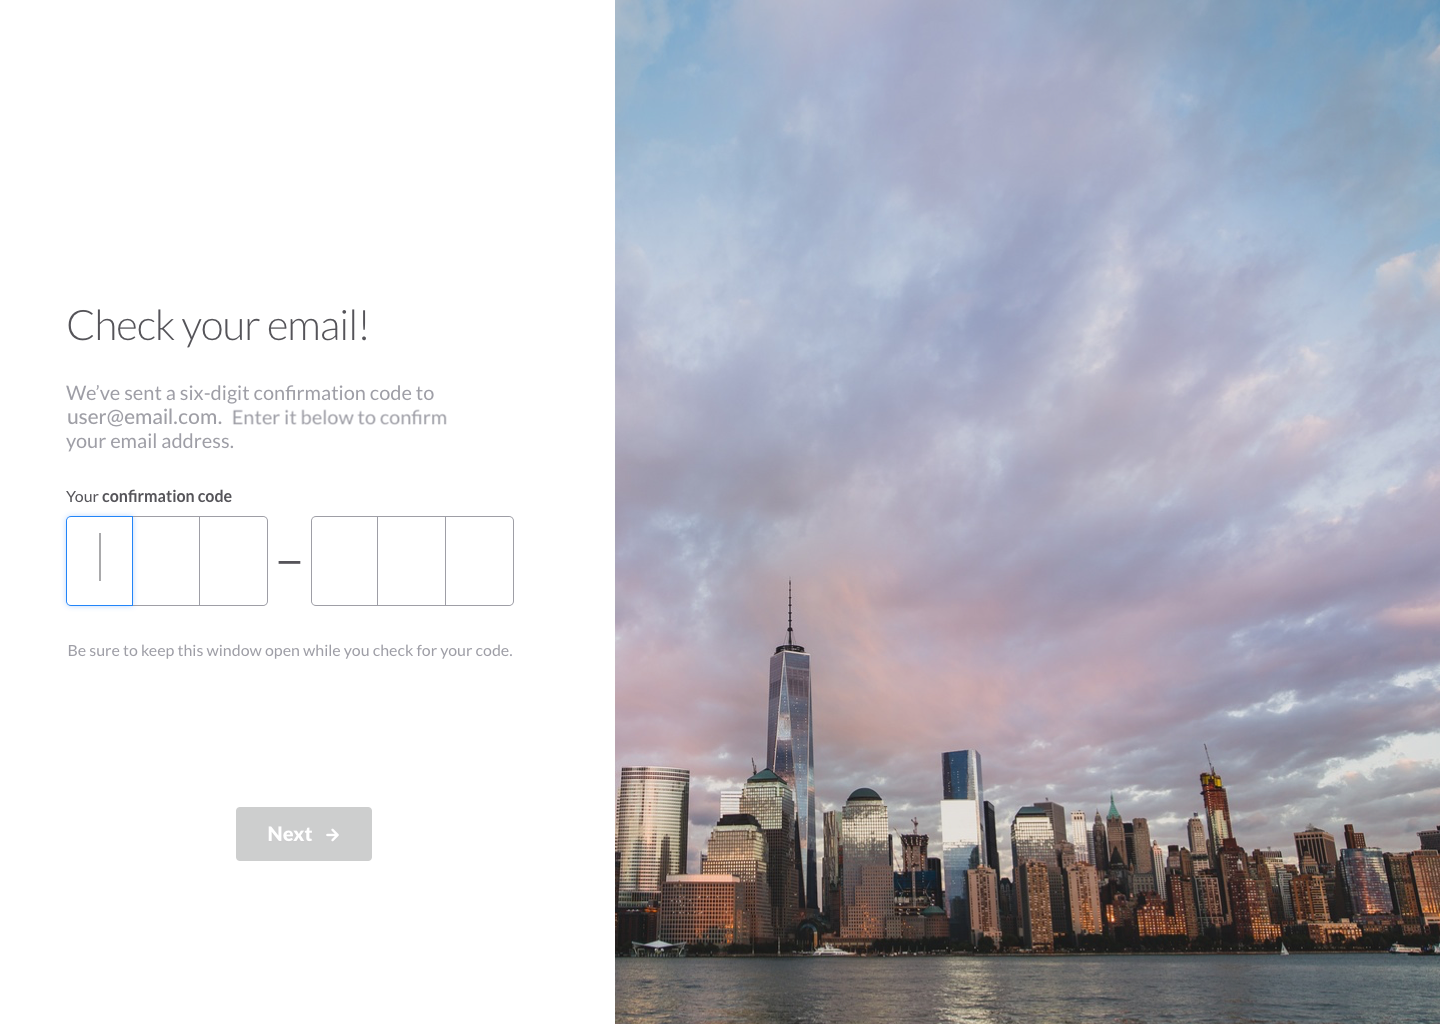 Check your email!
We’ve sent a six-digit confirmation code to
user@email.com. Enter it below to confirm
your email address.
Your confirmation code
—
Be sure to keep this window open while you check for your code.
Next →